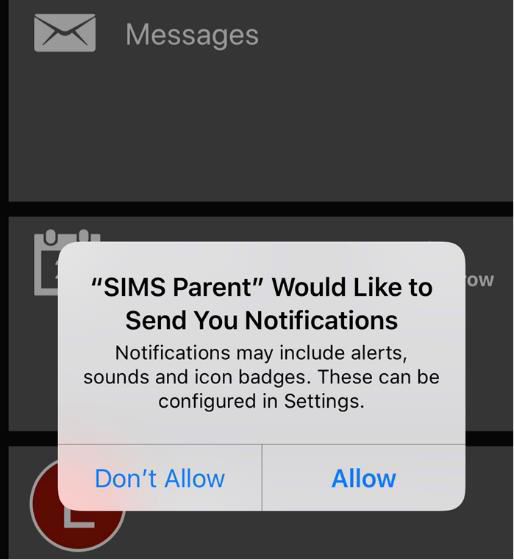 Messages
row
“SIMS Parent” Would Like to
Send You Notifications
Notifications may include alerts,
sounds and icon badges. These can be
configured in Settings.
Don’t Allow
Allow